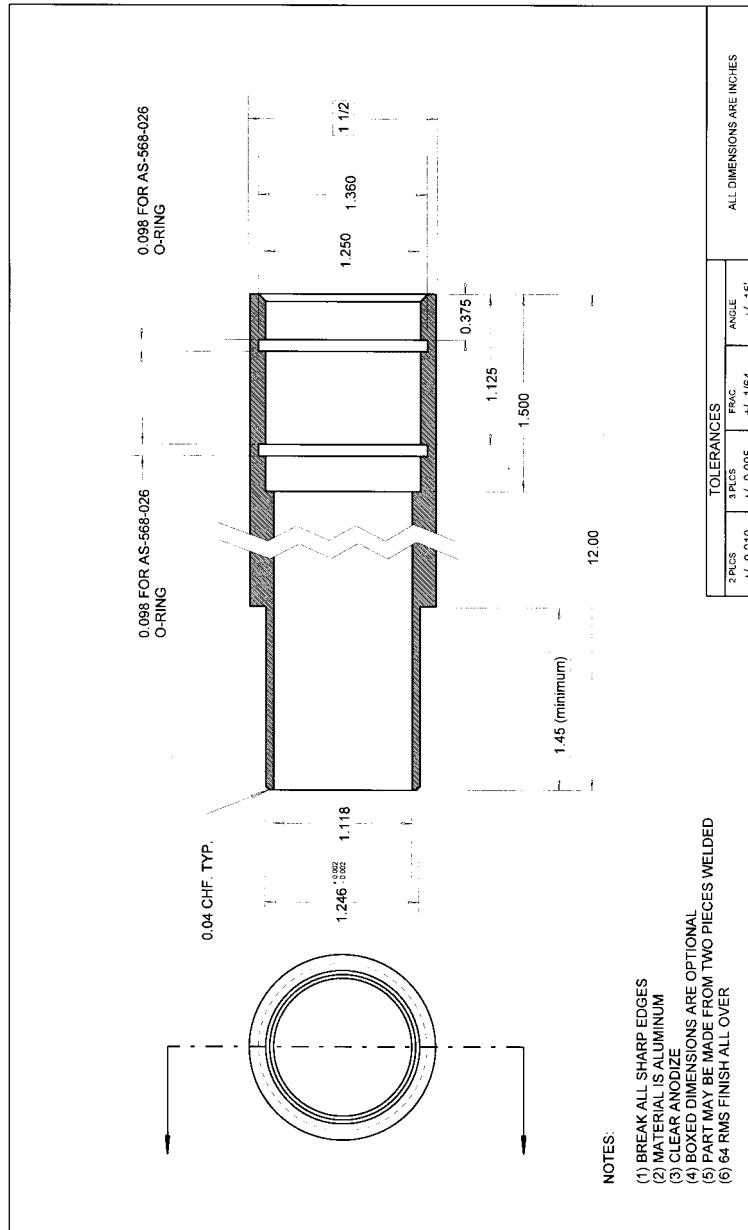 0.098 FOR AS-568-026
O-RING
0.098 FOR AS-568-026
O-RING
0.04 CHF. TYP.
1.246 +0.002 -0.002
1.118
1.250
1.360
1 1/2
0.375
1.125
1.500
1.45 (minimum)
12.00
NOTES:
(1) BREAK ALL SHARP EDGES
(2) MATERIAL IS ALUMINUM
(3) CLEAR ANODIZE
(4) BOXED DIMENSIONS ARE OPTIONAL
(5) PART MAY BE MADE FROM TWO PIECES WELDED
(6) 64 RMS FINISH ALL OVER
TOLERANCES
2 PLCS 3 PLCS FRAC. ANGLE
ALL DIMENSIONS ARE INCHES